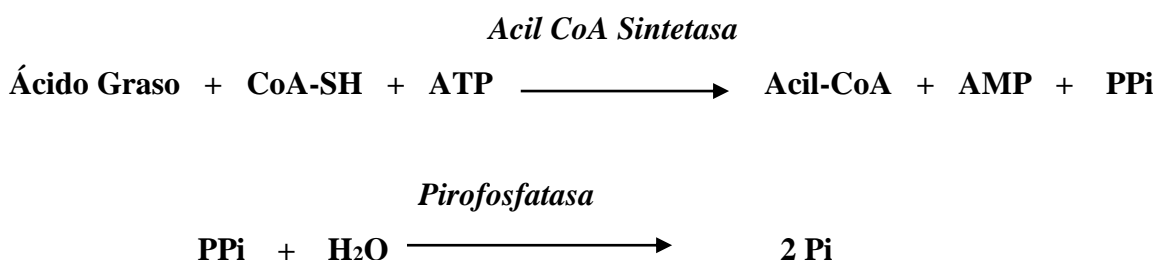 Acil CoA Sintetasa
Ácido Graso + CoA-SH + ATP Acil-CoA + AMP + PPi
Pirofosfatasa
PPi + H₂O 2 Pi